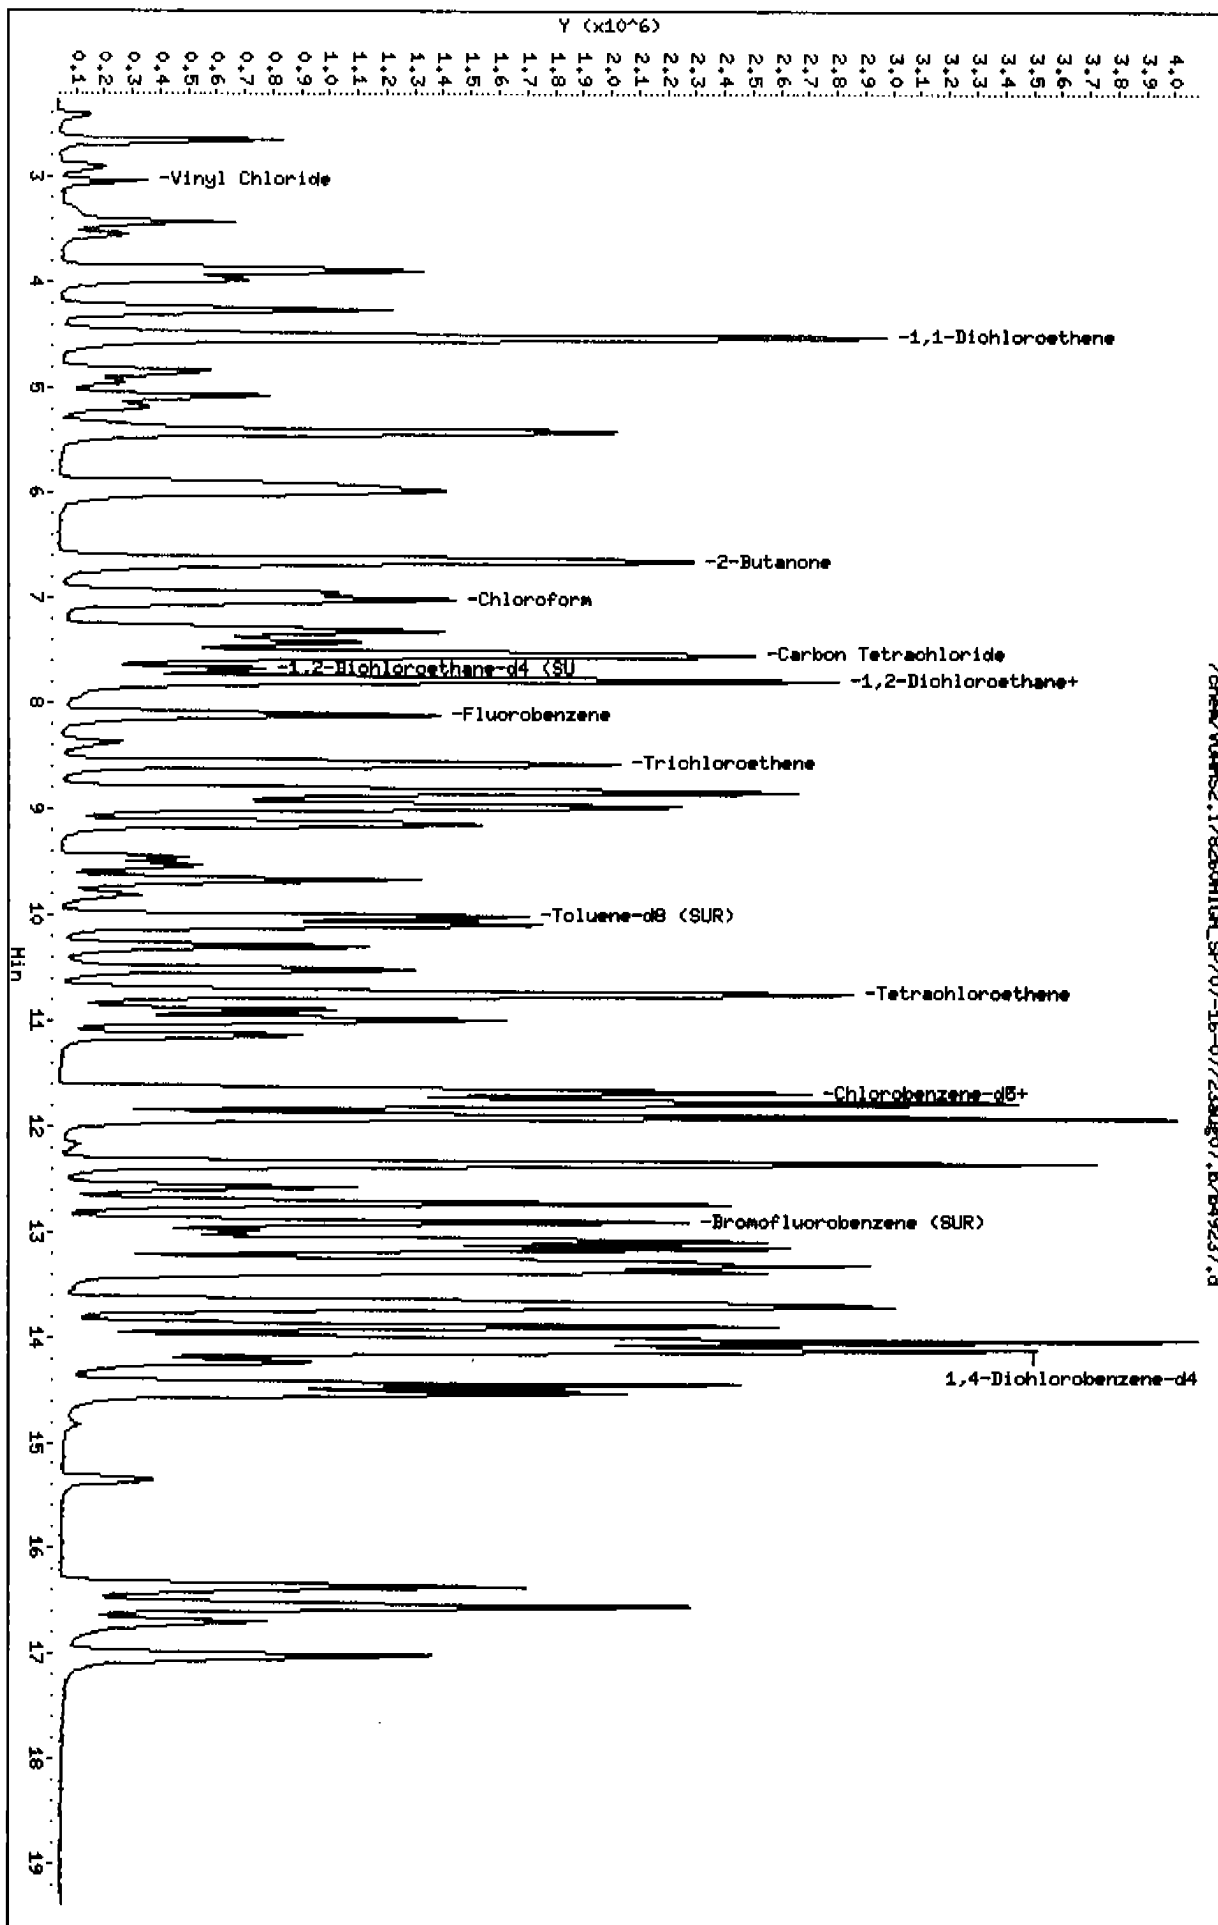 Y (x10^6)
0.1 0.2 0.3 0.4 0.5 0.6 0.7 0.8 0.9 1.0 1.1 1.2 1.3 1.4 1.5 1.6 1.7 1.8 1.9 2.0 2.1 2.2 2.3 2.4 2.5 2.6 2.7 2.8 2.9 3.0 3.1 3.2 3.3 3.4 3.5 3.6 3.7 3.8 3.9 4.0
3
-Vinyl Chloride
4
-1,1-Dichloroethene
5
6
-2-Butanone
7
-Chloroform
-Carbon Tetrachloride
-1,2-Dichloroethane-d4 (SU
-1,2-Dichloroethane+
8
-Fluorobenzene
-Trichloroethene
9
10
-Toluene-d8 (SUR)
-Tetrachloroethene
11
-Chlorobenzene-d5+
12
-Bromofluorobenzene (SUR)
13
14
1,4-Dichlorobenzene-d4
15
16
17
18
19
Min